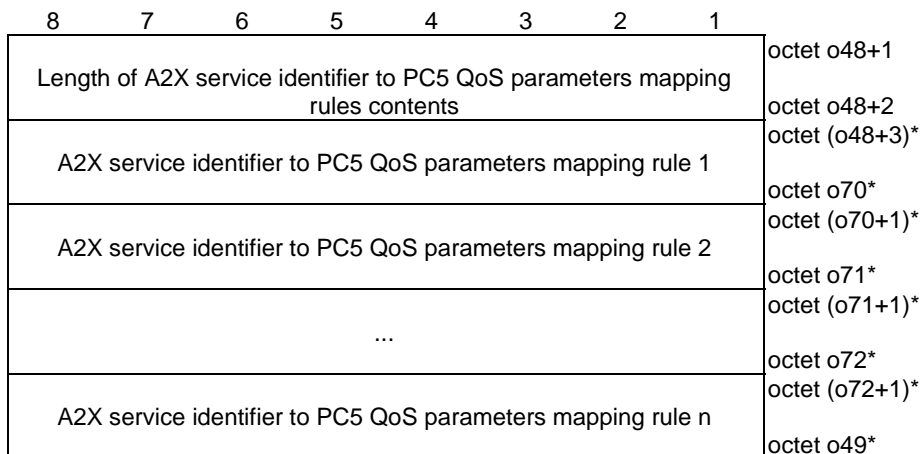 8 7 6 5 4 3 2 1
Length of A2X service identifier to PC5 QoS parameters mapping
rules contents
octet o48+1
octet o48+2
A2X service identifier to PC5 QoS parameters mapping rule 1
octet (o48+3)*
octet o70*
A2X service identifier to PC5 QoS parameters mapping rule 2
octet (o70+1)*
octet o71*
...
octet (o71+1)*
octet o72*
A2X service identifier to PC5 QoS parameters mapping rule n
octet (o72+1)*
octet o49*